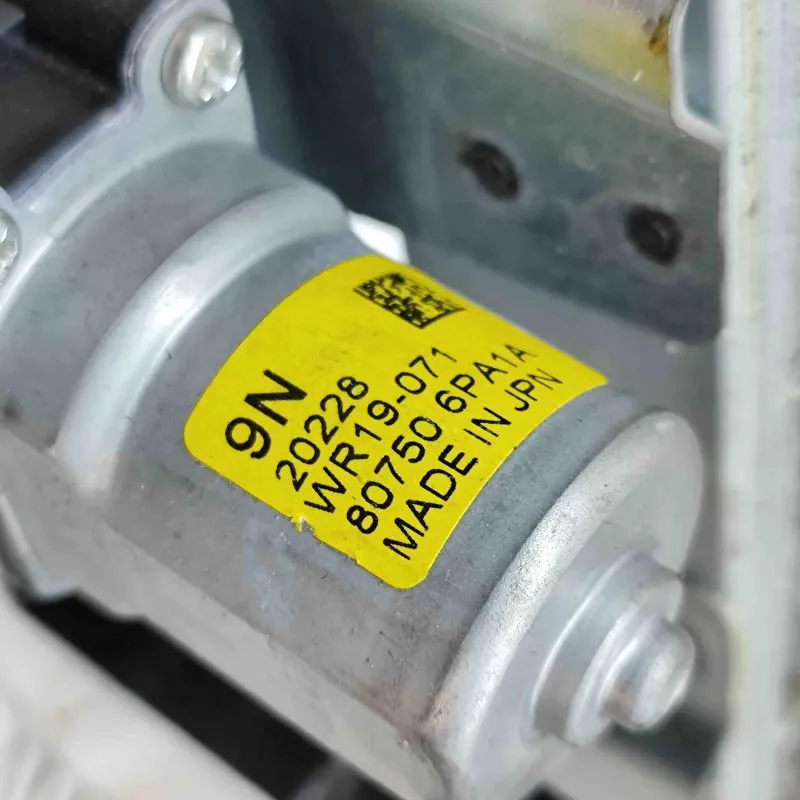 9N
20228
WR19-071
80750 6PA1A
MADE IN JPN